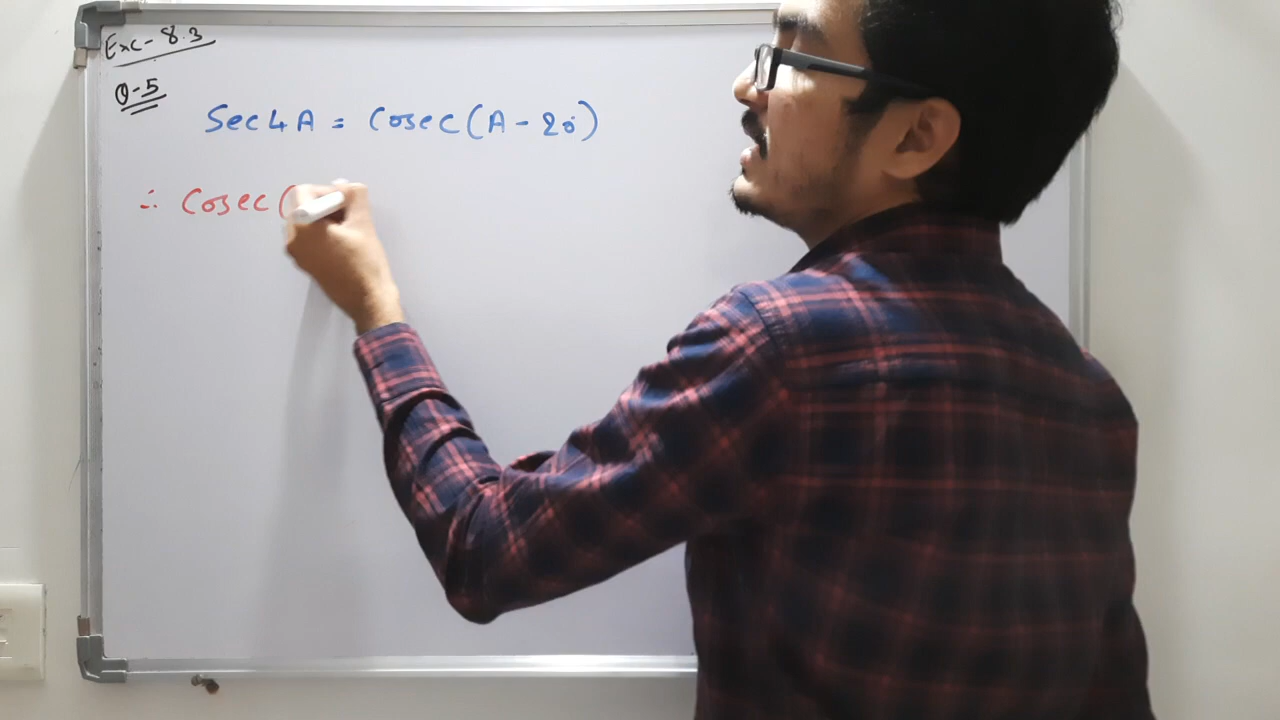 Exc-8.3
Q-5
Sec4A = Cosec(A-20°)
∴ Cosec(